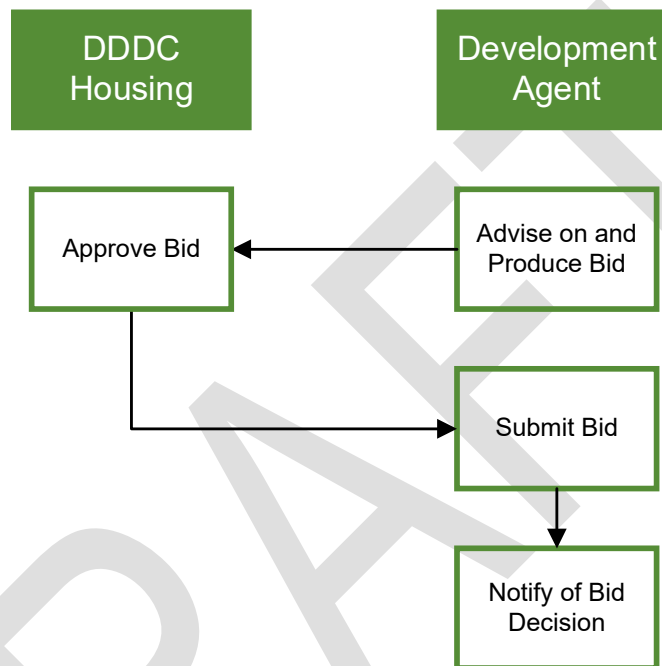 DDDC
Housing
Development
Agent
Approve Bid
Advise on and
Produce Bid
Submit Bid
Notify of Bid
Decision